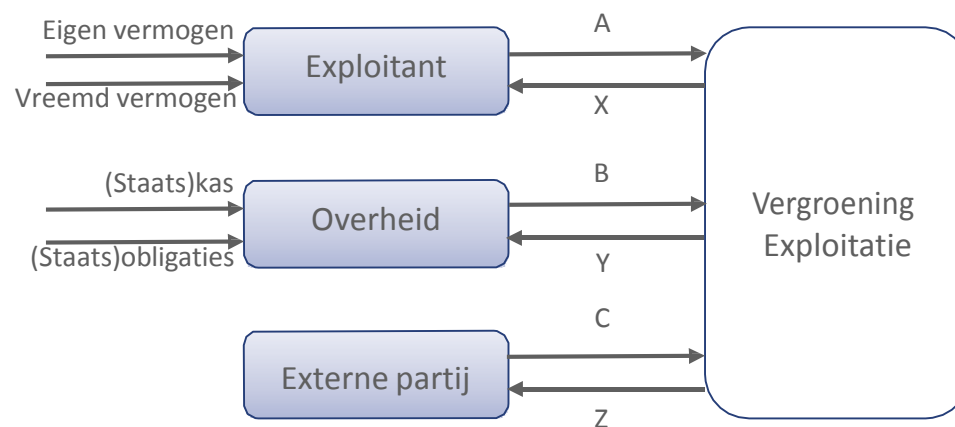 Eigen vermogen
Vreemd vermogen
Exploitant
A
X
(Staats)kas
(Staats)obligaties
Overheid
B
Y
Externe partij
C
Z
Vergroening
Exploitatie